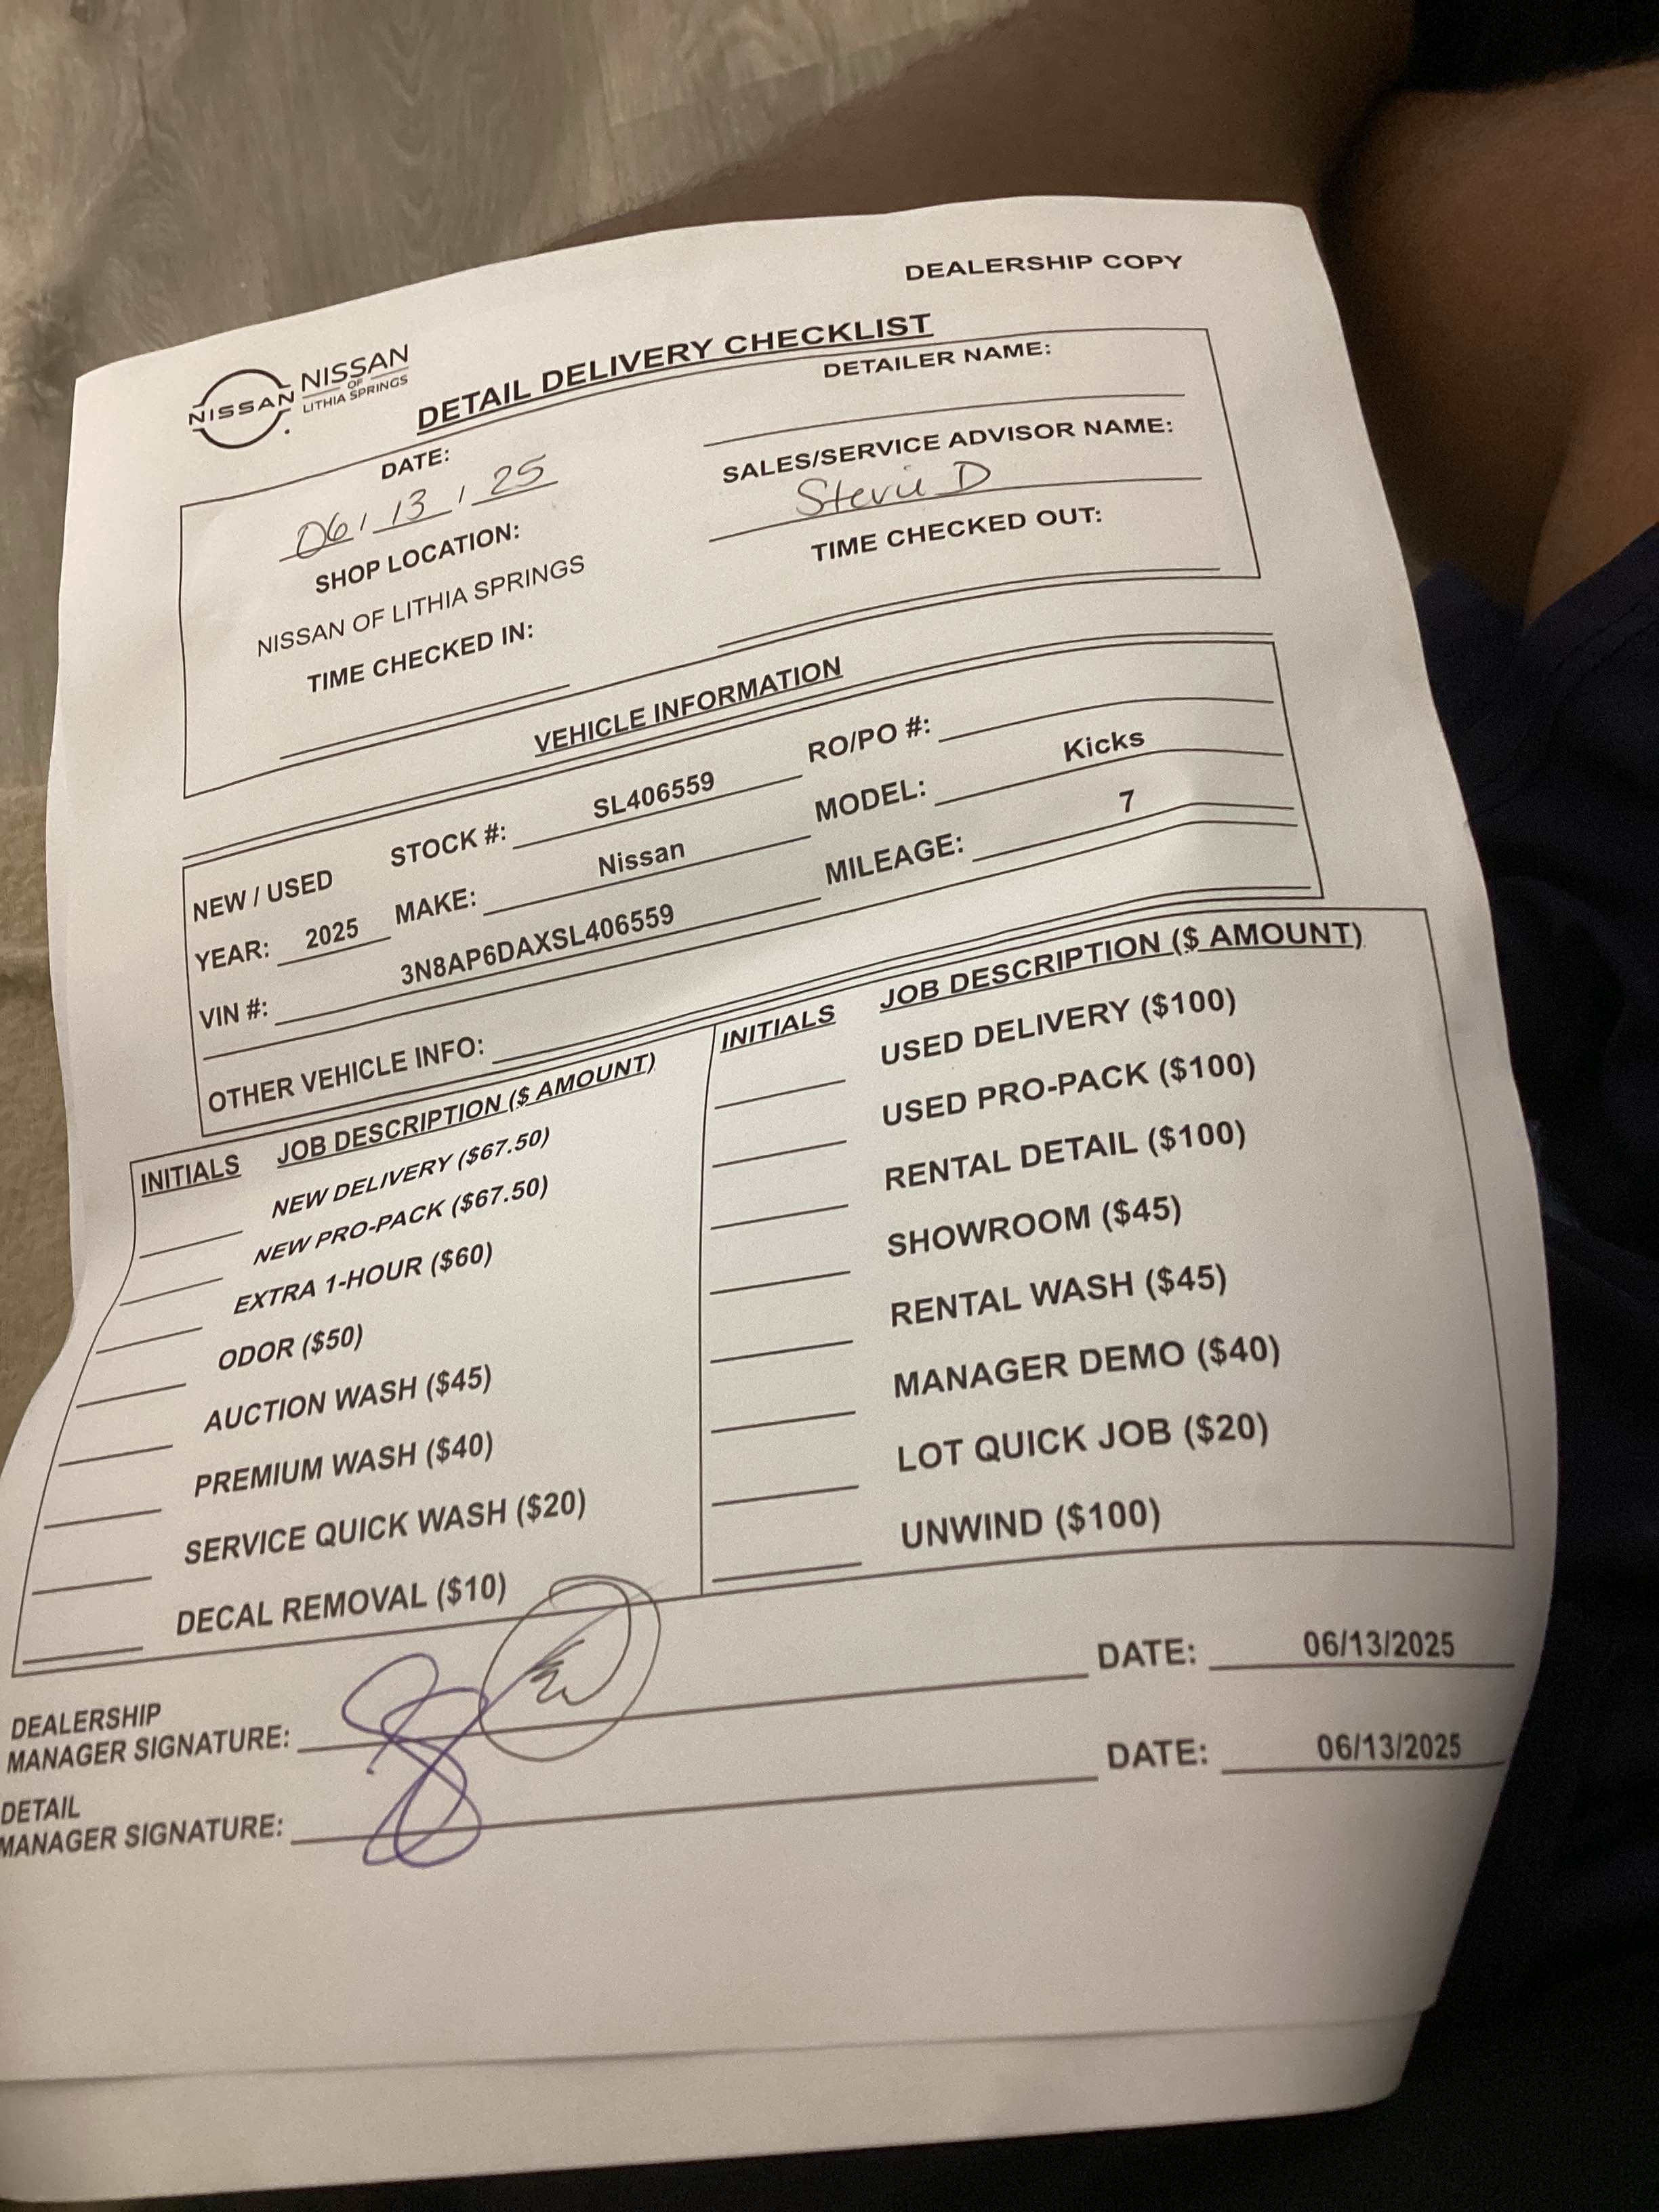 DEALERSHIP COPY
NISSAN
NISSAN
OF
LITHIA SPRINGS
DETAIL DELIVERY CHECKLIST
DATE:
06 / 13 / 25
SHOP LOCATION:
NISSAN OF LITHIA SPRINGS
TIME CHECKED IN:
DETAILER NAME:
SALES/SERVICE ADVISOR NAME:
Stevie D
TIME CHECKED OUT:
VEHICLE INFORMATION
NEW / USED STOCK #: SL406559 RO/PO #:
YEAR: 2025 MAKE: Nissan MODEL: Kicks
VIN #: 3N8AP6DAXSL406559 MILEAGE: 7
OTHER VEHICLE INFO:
INITIALS JOB DESCRIPTION ($ AMOUNT)
NEW DELIVERY ($67.50)
NEW PRO-PACK ($67.50)
EXTRA 1-HOUR ($60)
ODOR ($50)
AUCTION WASH ($45)
PREMIUM WASH ($40)
SERVICE QUICK WASH ($20)
DECAL REMOVAL ($10)
INITIALS JOB DESCRIPTION ($ AMOUNT)
USED DELIVERY ($100)
USED PRO-PACK ($100)
RENTAL DETAIL ($100)
SHOWROOM ($45)
RENTAL WASH ($45)
MANAGER DEMO ($40)
LOT QUICK JOB ($20)
UNWIND ($100)
DEALERSHIP
MANAGER SIGNATURE: DATE: 06/13/2025
DETAIL
MANAGER SIGNATURE: DATE: 06/13/2025